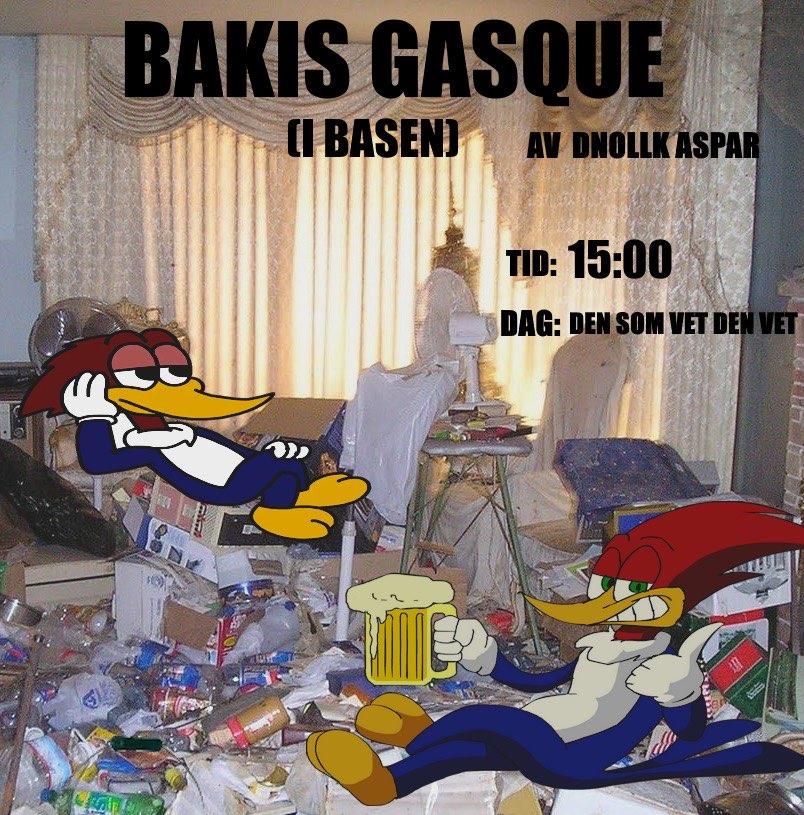 BAKIS GASQUE
(I BASEN)
AV DNOLLK ASPAR
TID: 15:00
DAG: DEN SOM VET DEN VET